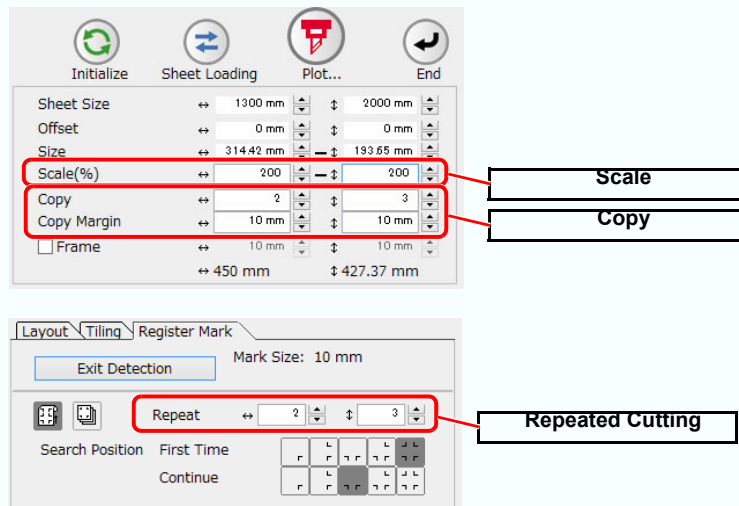 Initialize Sheet Loading Plot... End
Sheet Size ↔ 1300 mm ↕ 2000 mm
Offset ↔ 0 mm ↕ 0 mm
Size ↔ 314.42 mm ↕ 193.65 mm
Scale(%) ↔ 200 ↕ 200
Scale
Copy ↔ 2 ↕ 3
Copy
Copy Margin ↔ 10 mm ↕ 10 mm
Frame ↔ 10 mm ↕ 10 mm
↔ 450 mm ↕ 427.37 mm
Layout Tiling Register Mark
Exit Detection Mark Size: 10 mm
Repeat ↔ 2 ↕ 3
Repeated Cutting
Search Position First Time
Continue